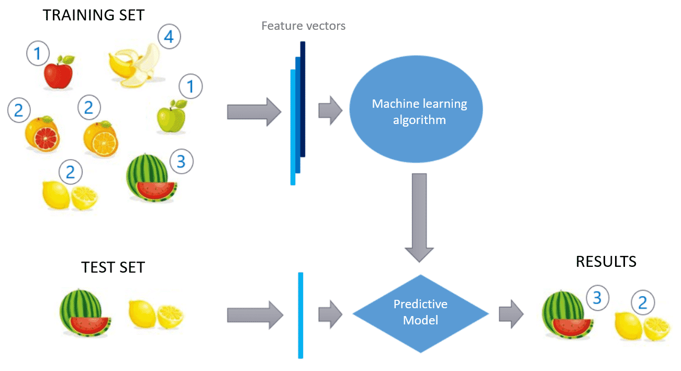 TRAINING SET
Feature vectors
4
1
1
2
2
2
3
Machine learning
algorithm
TEST SET
Predictive
Model
RESULTS
3
2